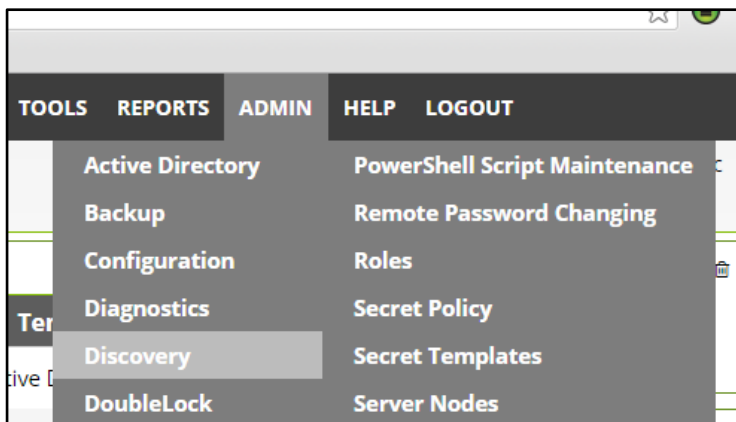 TOOLS REPORTS ADMIN HELP LOGOUT
Active Directory PowerShell Script Maintenance
Backup Remote Password Changing
Configuration Roles
Diagnostics Secret Policy
Discovery Secret Templates
DoubleLock Server Nodes